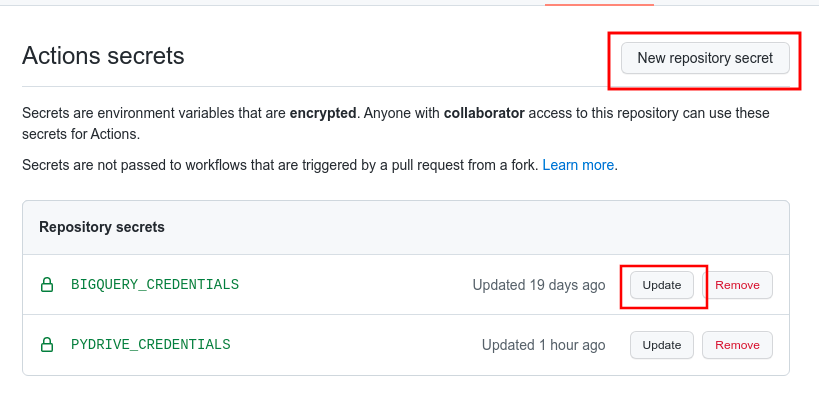 Actions secrets
New repository secret
Secrets are environment variables that are encrypted. Anyone with collaborator access to this repository can use these
secrets for Actions.
Secrets are not passed to workflows that are triggered by a pull request from a fork. Learn more.
Repository secrets
BIGQUERY_CREDENTIALS Updated 19 days ago Update Remove
PYDRIVE_CREDENTIALS Updated 1 hour ago Update Remove